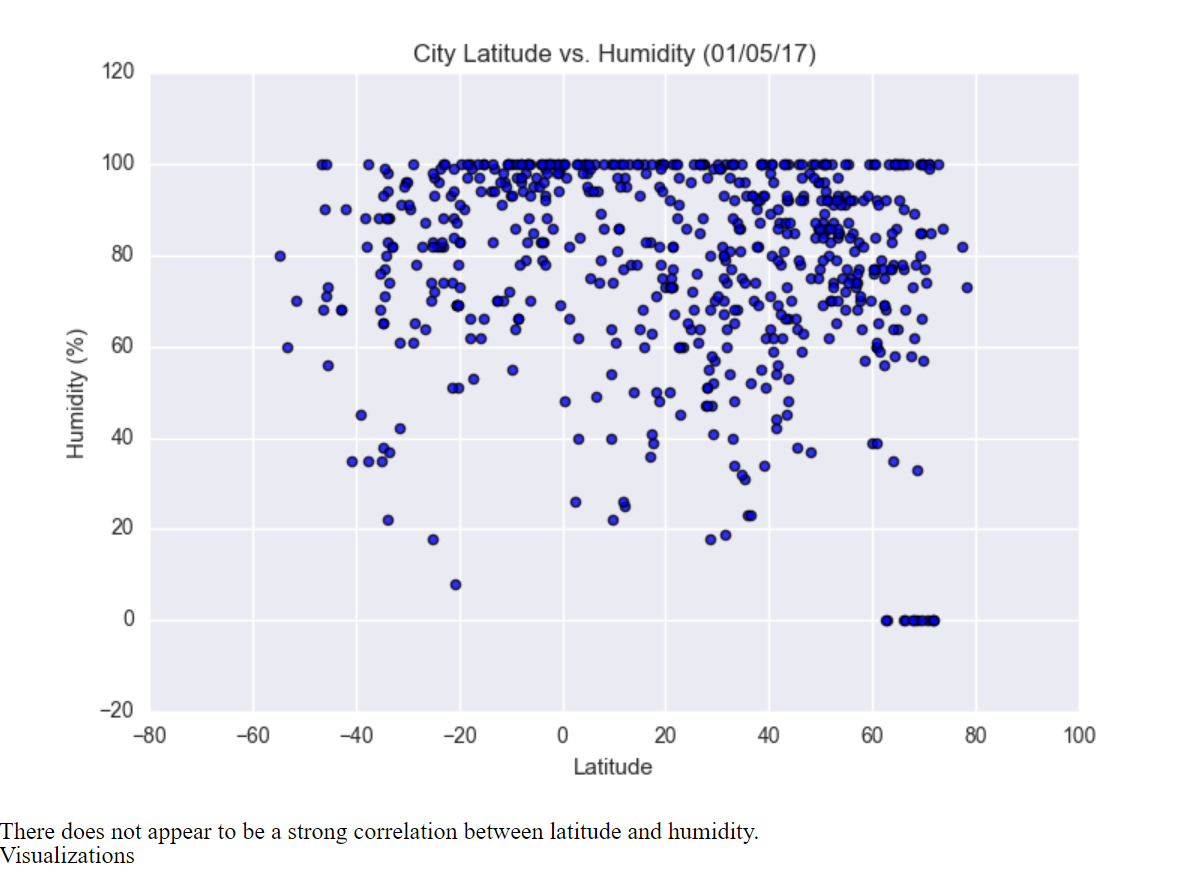 City Latitude vs. Humidity (01/05/17)
120
100
80
60
40
20
0
−20
Humidity (%)
−80 −60 −40 −20 0 20 40 60 80 100
Latitude
There does not appear to be a strong correlation between latitude and humidity.
Visualizations